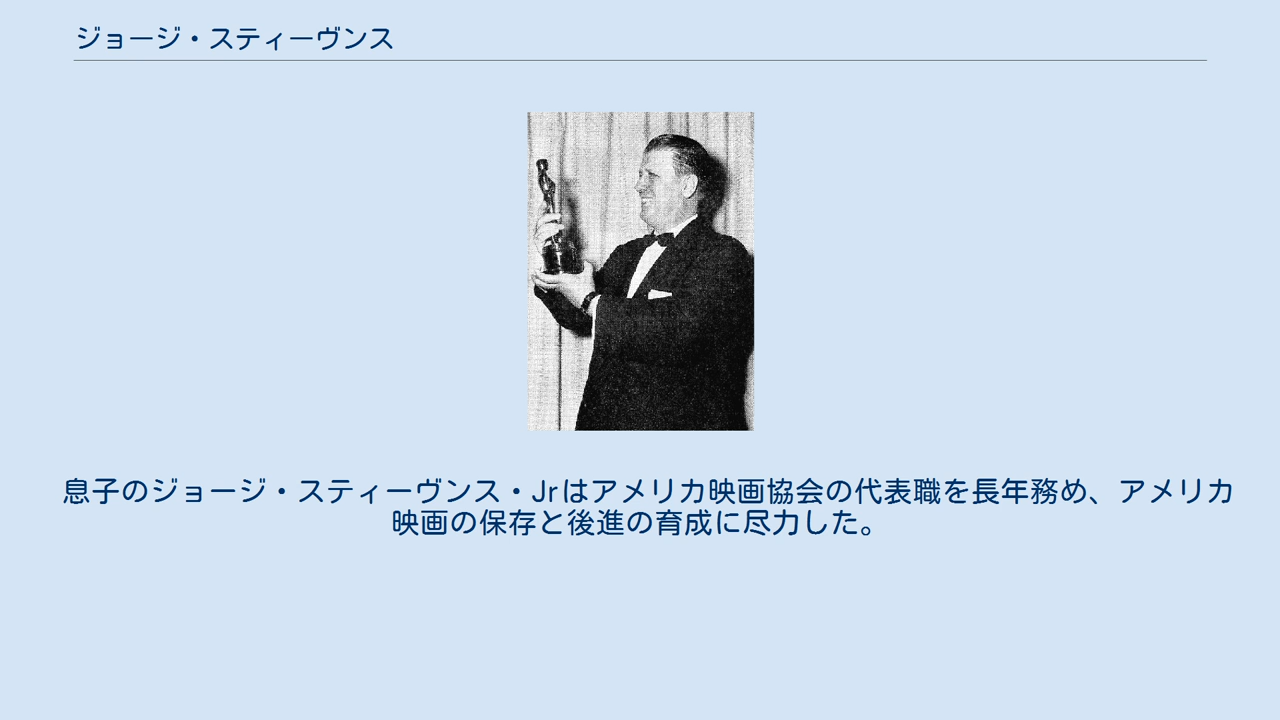 ジョージ・スティーヴンス
息子のジョージ・スティーヴンス・Jrはアメリカ映画協会の代表職を長年務め、アメリカ
映画の保存と後進の育成に尽力した。